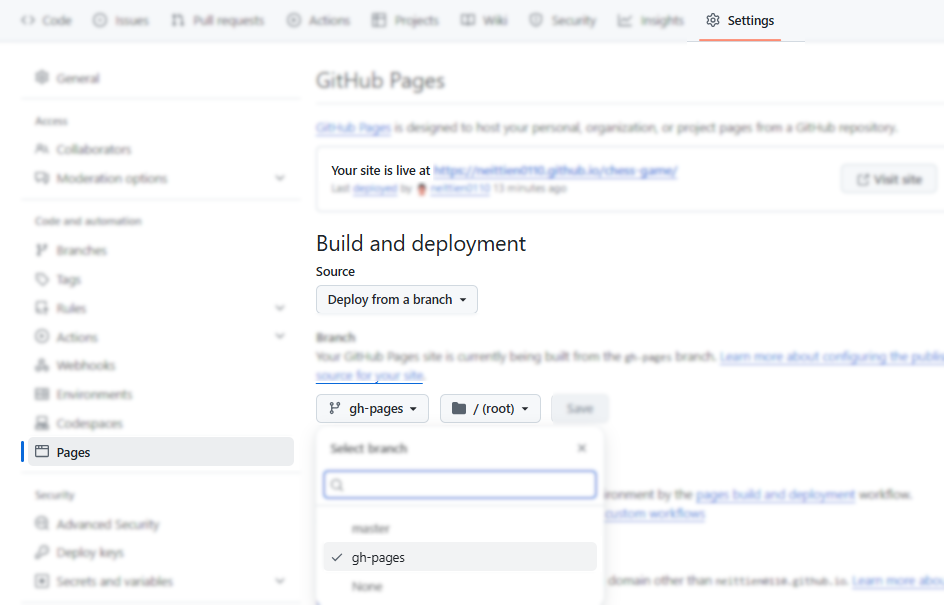 Code Issues Pull requests Actions Projects Wiki Security Insights Settings
General
Access
Collaborators
Moderation options
Code and automation
Branches
Tags
Rules
Actions
Webhooks
Environments
Codespaces
Pages
Security
Advanced Security
Deploy keys
Secrets and variables
GitHub Pages
GitHub Pages is designed to host your personal, organization, or project pages from a GitHub repository.
Your site is live at https://neittien0110.github.io/chess-game/
Last deployed by neittien0110 13 minutes ago
Visit site
Build and deployment
Source
Deploy from a branch
Branch
Your GitHub Pages site is currently being built from the gh-pages branch. Learn more about configuring the publis
source for your site.
gh-pages / (root) Save
Select branch
master
gh-pages
None
ronment by the pages build and deployment workflow.
custom workflows
domain other than neittien0110.github.io. Learn more abou